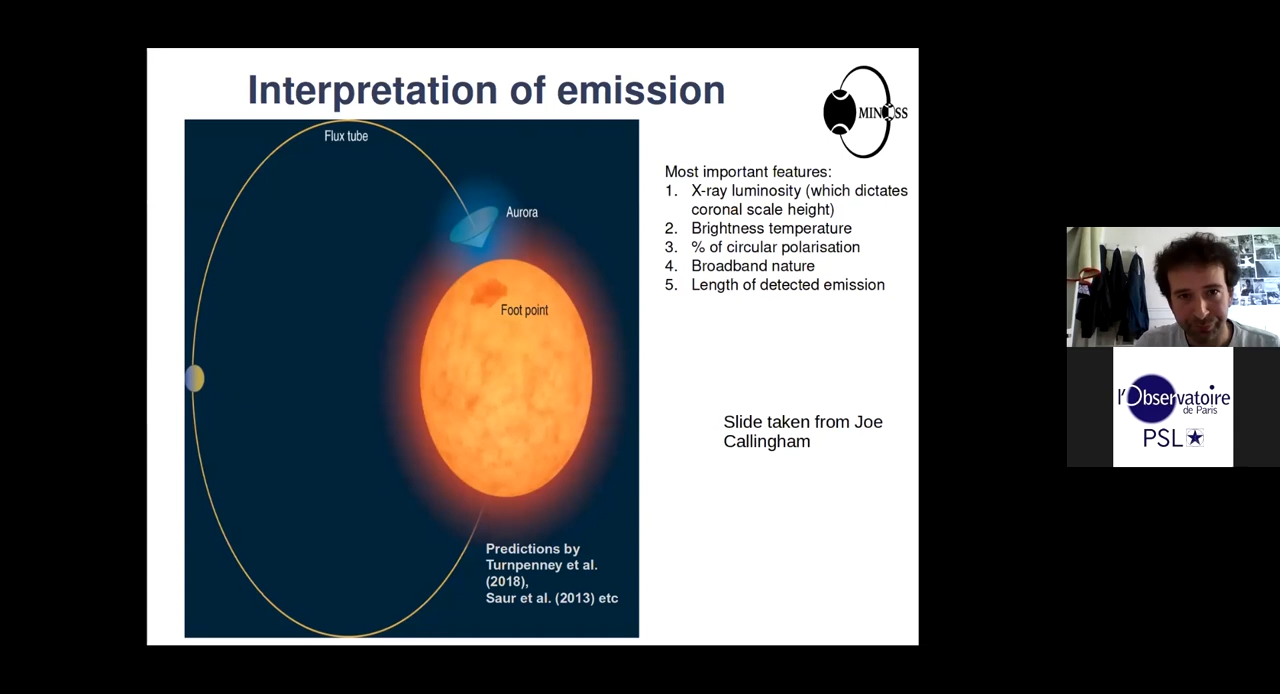 Interpretation of emission
MINOSS
Flux tube
Aurora
Foot point
Predictions by
Turnpenney et al.
(2018),
Saur et al. (2013) etc
Most important features:
1. X-ray luminosity (which dictates
coronal scale height)
2. Brightness temperature
3. % of circular polarisation
4. Broadband nature
5. Length of detected emission
Slide taken from Joe
Callingham
l'Observatoire
de Paris
PSL